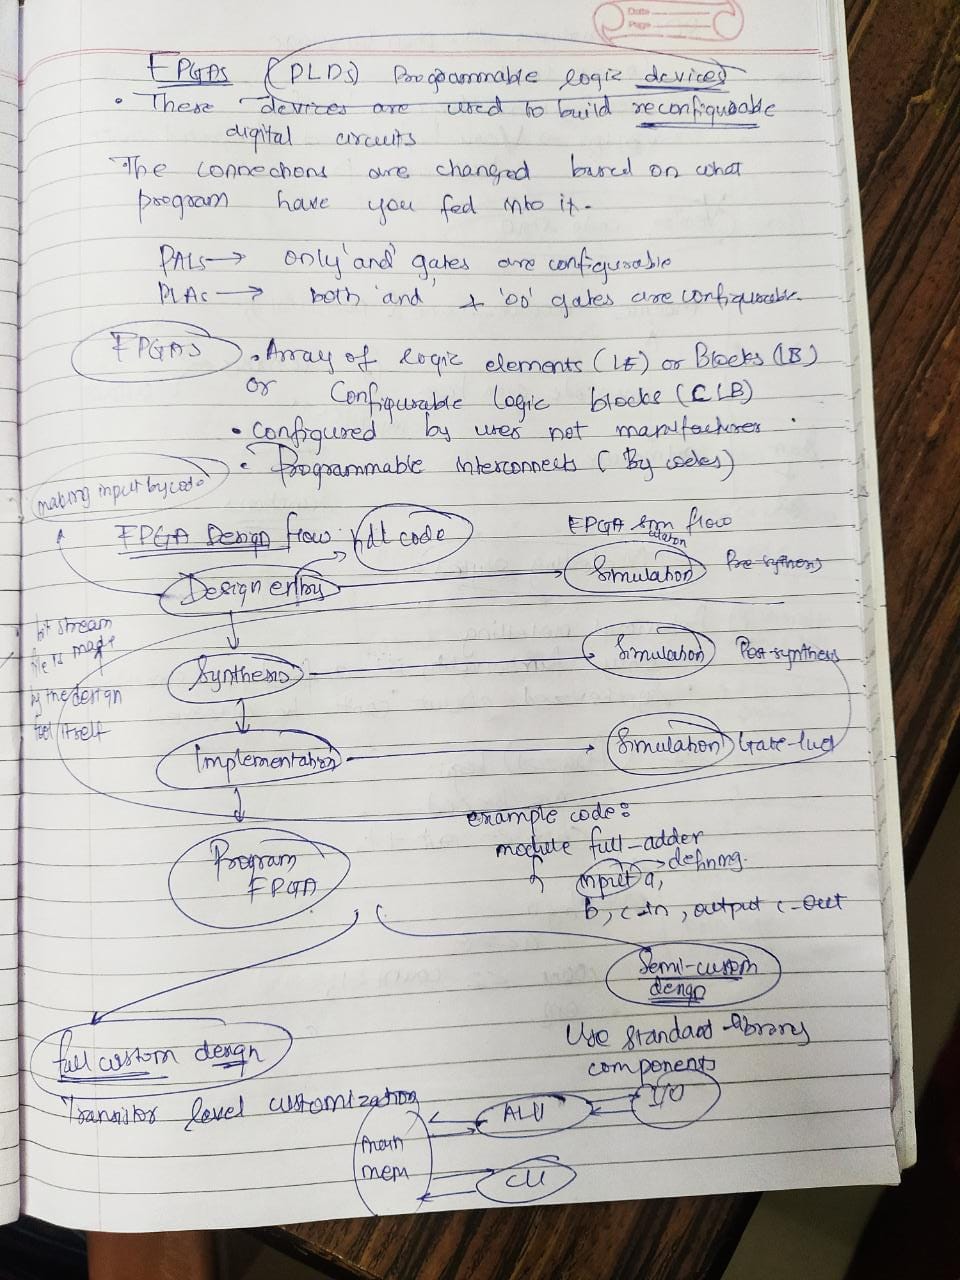 Date
Page
FPGAs (PLDs) Programmable logic devices
• These devices are used to build reconfigurable
digital circuits
• The connections are changed based on what
program have you fed into it.
PALs → only 'and' gates are configurable
PLAs → both 'and' + 'or' gates are configurable.
FPGAS • Array of logic elements (LE) or Blocks (LB)
or Configurable Logic blocks (CLB)
• configured by user not manufacturer
• Programmable interconnects (By codes)
making input by code
FPGA Design flow hdl code
FPGA simulation flow
Design entry → Simulation Pre-synthesis
bit stream
file is made
by the design
tool itself
Synthesis → Simulation Post-synthesis
Implementation → Simulation Gate-level
Program
FPGA
example code:
module full-adder
input a, → defining.
b, c-in, output c-out
Semi-custom
design
full custom design
Use standard library
components
Transistor level customization
ALU I/O
main
mem
CU